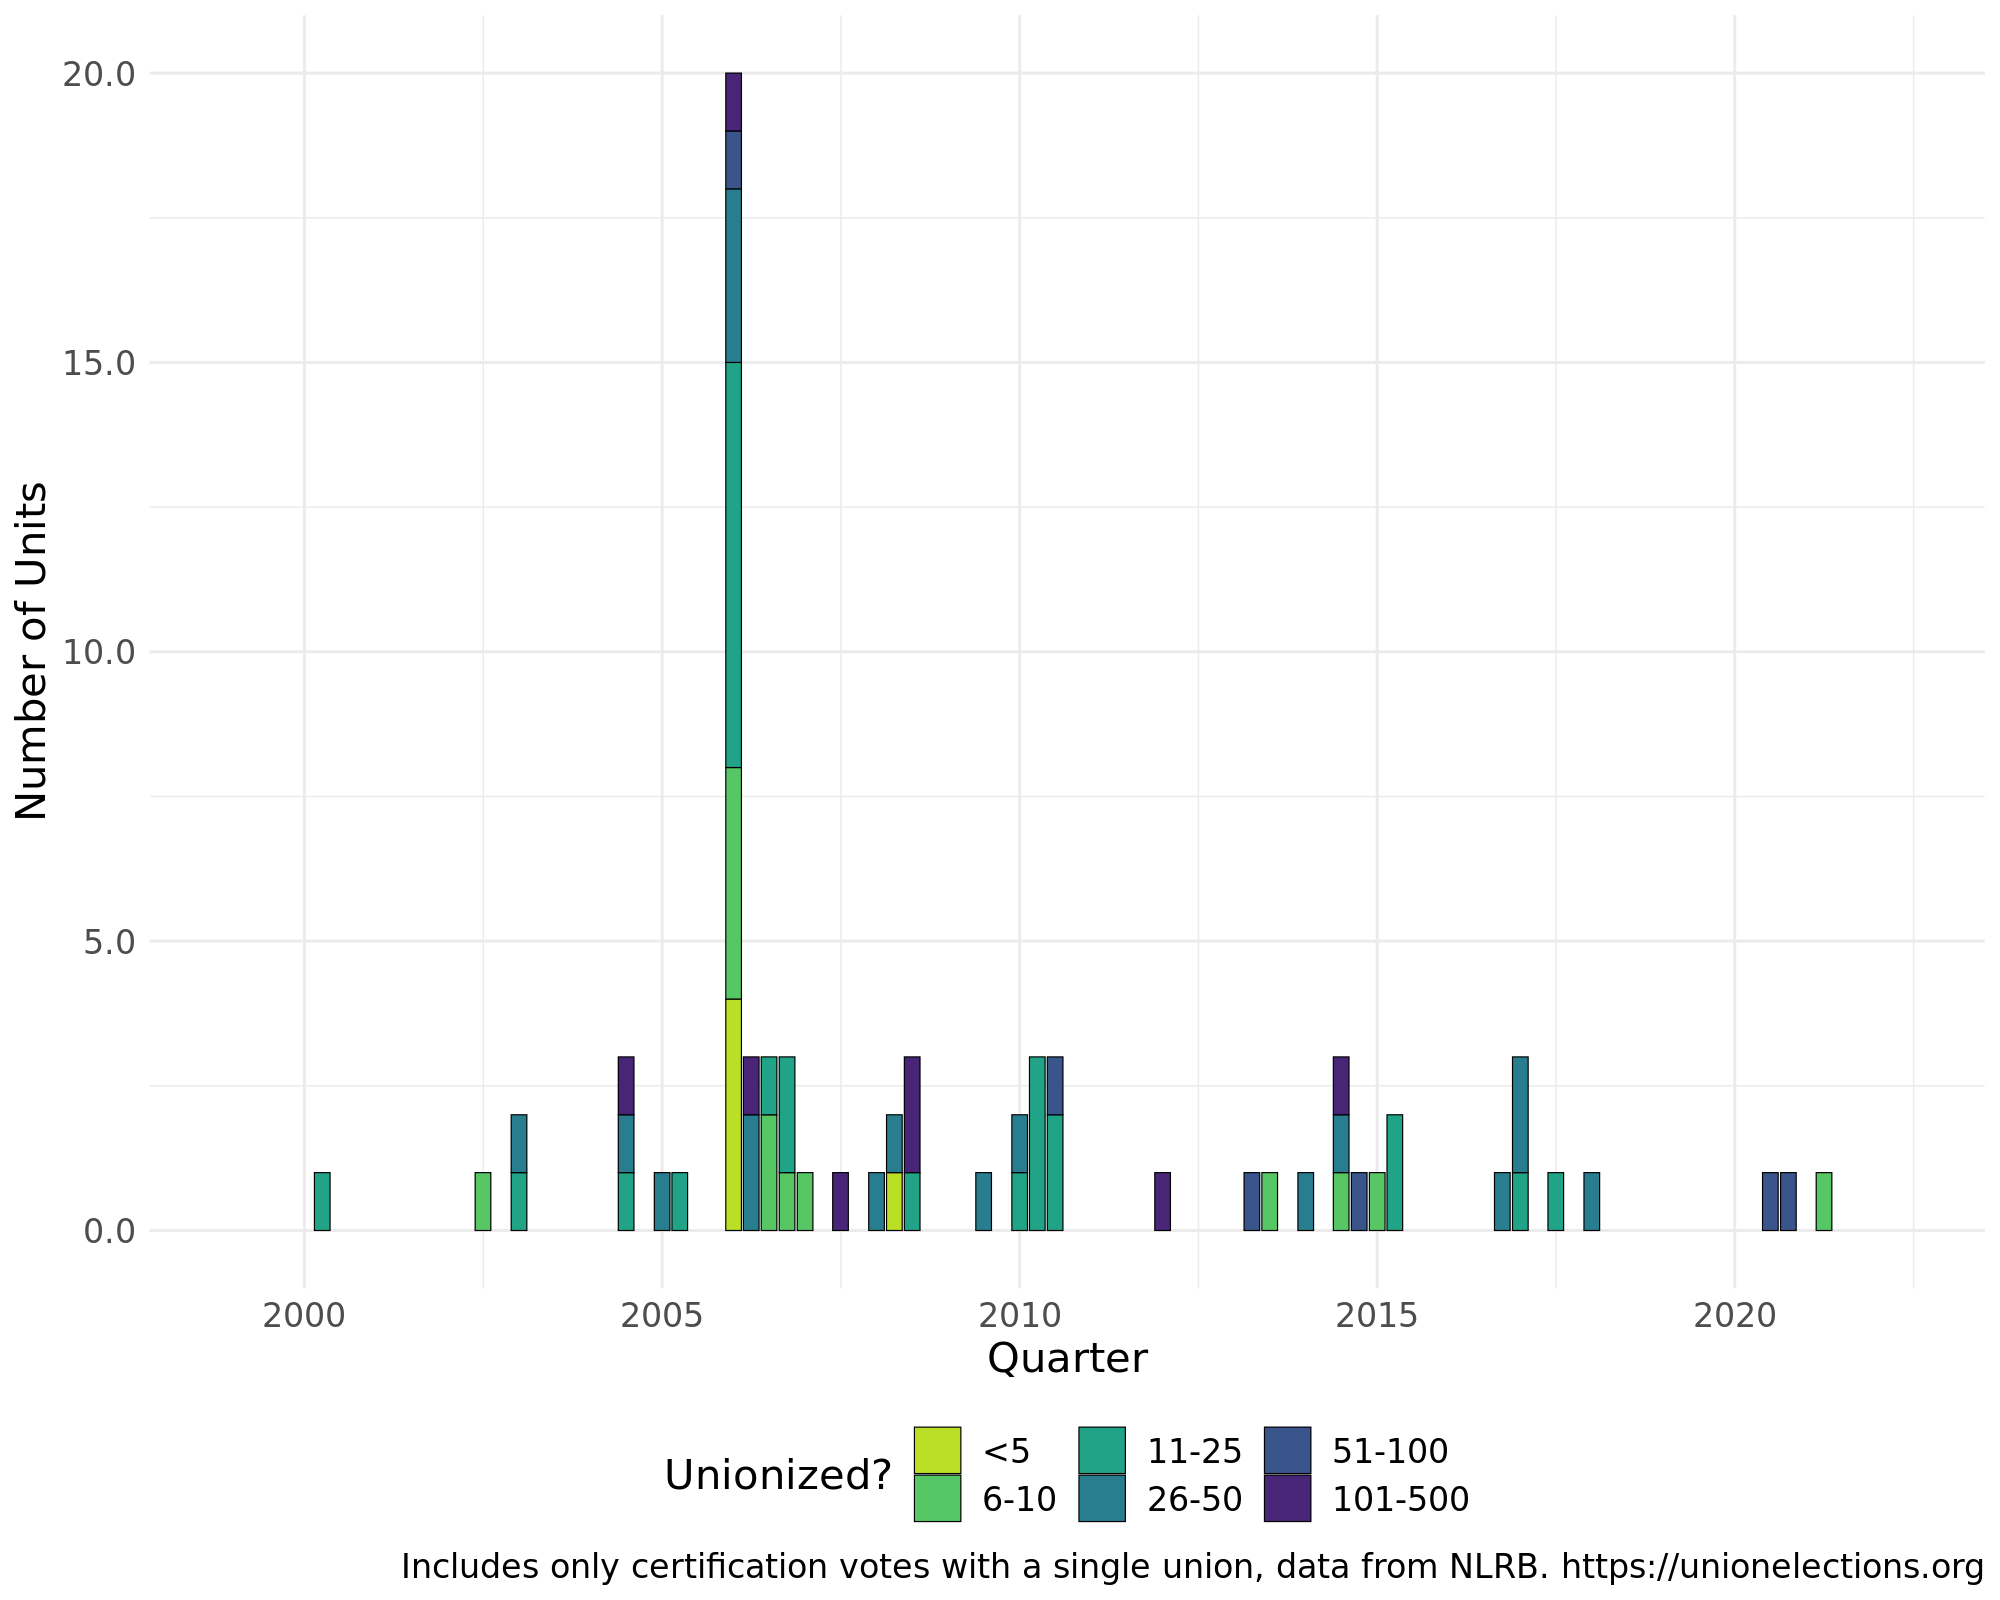 20.0
15.0
10.0
5.0
0.0
Number of Units
2000 2005 2010 2015 2020
Quarter
Unionized?
<5 11-25 51-100
6-10 26-50 101-500
Includes only certification votes with a single union, data from NLRB. https://unionelections.org